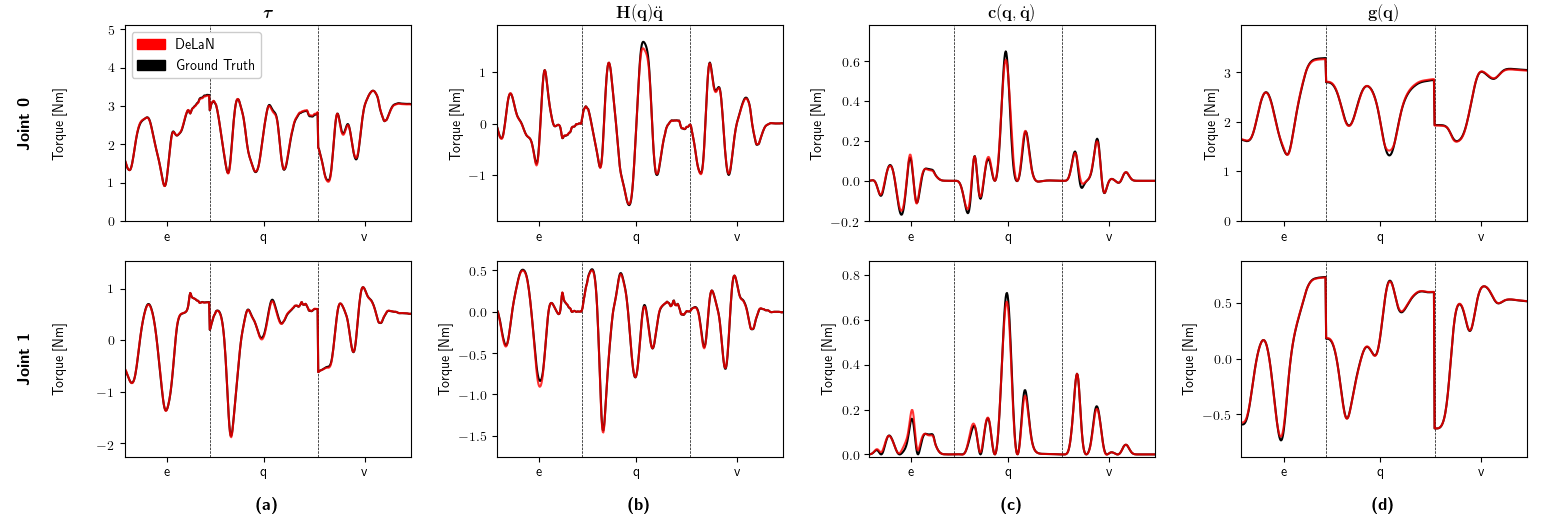 τ
H(q)q̈
c(q, q̇)
g(q)
Joint 0
Torque [Nm]
5
4
3
2
1
0
DeLaN
Ground Truth
e
q
v
Torque [Nm]
1
0
−1
e
q
v
Torque [Nm]
0.6
0.4
0.2
0.0
−0.2
e
q
v
Torque [Nm]
3
2
1
0
e
q
v
Joint 1
Torque [Nm]
1
0
−1
−2
e
q
v
Torque [Nm]
0.5
0.0
−0.5
−1.0
−1.5
e
q
v
Torque [Nm]
0.8
0.6
0.4
0.2
0.0
e
q
v
Torque [Nm]
0.5
0.0
−0.5
e
q
v
(a)
(b)
(c)
(d)